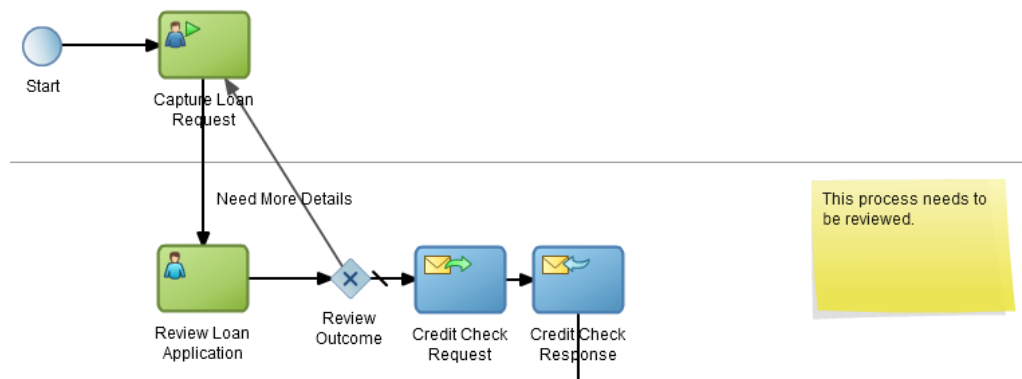 Start
Capture Loan
Request
Need More Details
This process needs to
be reviewed.
Review Loan
Application
Review
Outcome
Credit Check
Request
Credit Check
Response